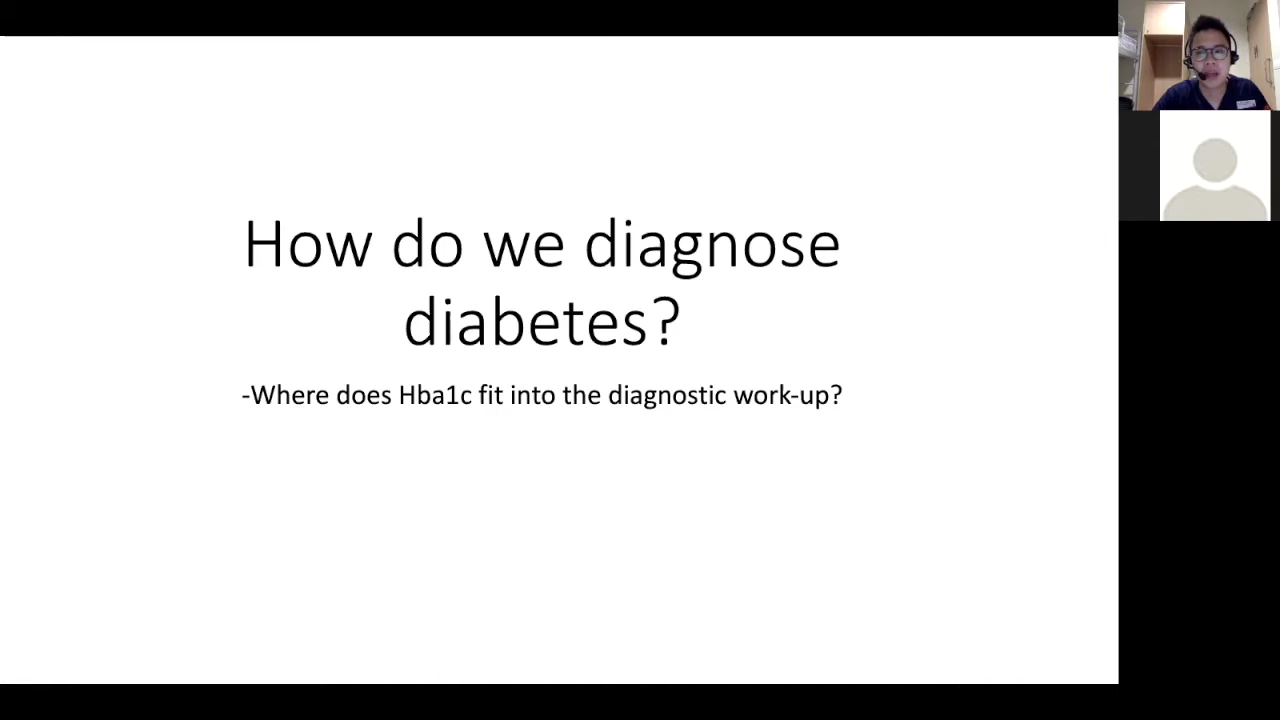 How do we diagnose
diabetes?
-Where does Hba1c fit into the diagnostic work-up?